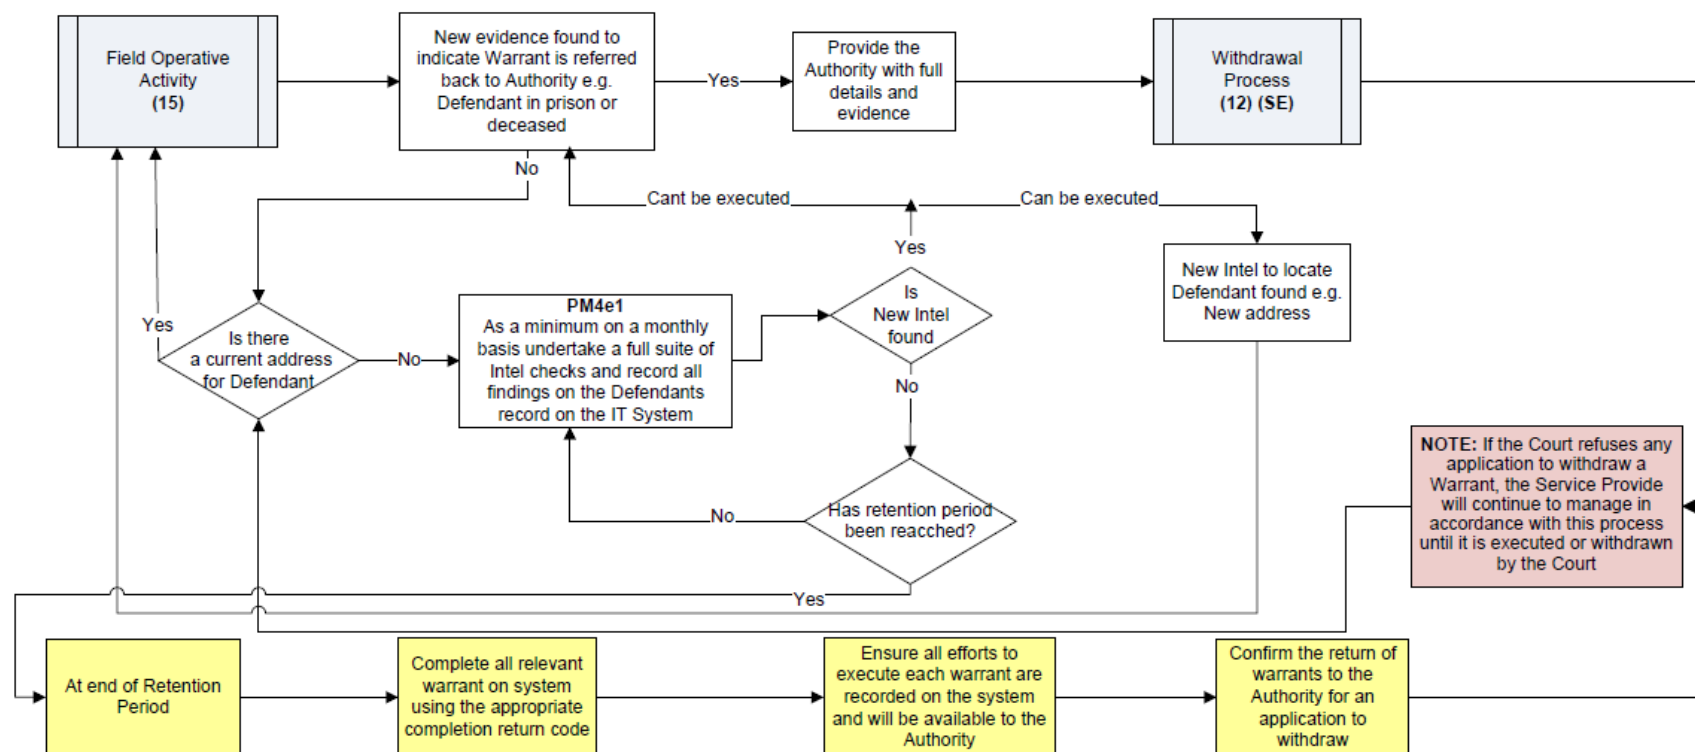 Field Operative
Activity
(15)
New evidence found to
indicate Warrant is referred
back to Authority e.g.
Defendant in prison or
deceased
Yes
Provide the
Authority with full
details and
evidence
Withdrawal
Process
(12) (SE)
No
Cant be executed
Can be executed
Yes
New Intel to locate
Defendant found e.g.
New address
Is
New Intel
found
PM4e1
As a minimum on a monthly
basis undertake a full suite of
Intel checks and record all
findings on the Defendants
record on the IT System
Yes
Is there
a current address
for Defendant
No
No
NOTE: If the Court refuses any
application to withdraw a
Warrant, the Service Provide
will continue to manage in
accordance with this process
until it is executed or withdrawn
by the Court
Has retention period
been reacched?
No
Yes
At end of Retention
Period
Complete all relevant
warrant on system
using the appropriate
completion return code
Ensure all efforts to
execute each warrant are
recorded on the system
and will be available to the
Authority
Confirm the return of
warrants to the
Authority for an
application to
withdraw